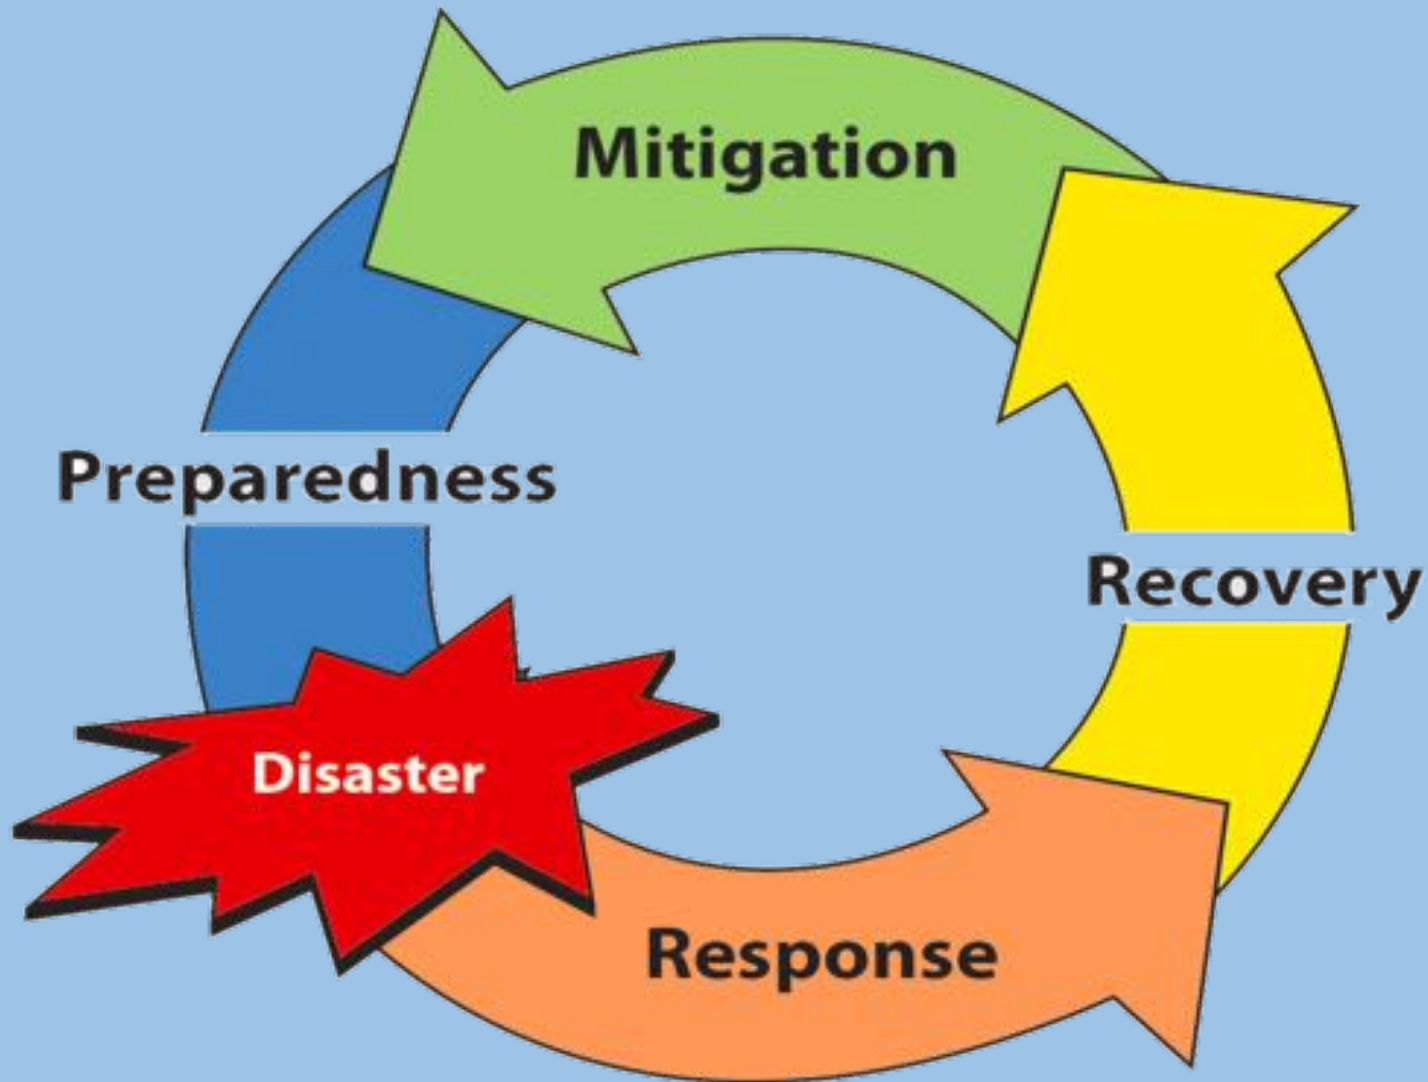 Mitigation
Preparedness
Recovery
Disaster
Response